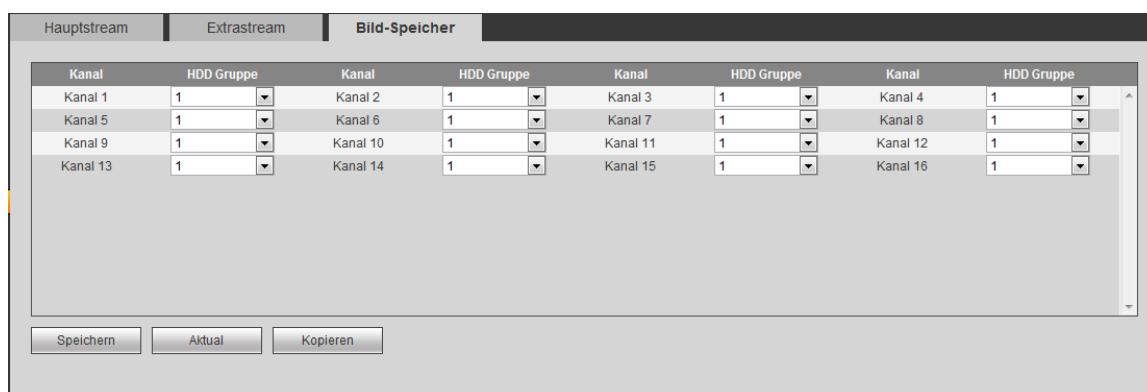 Hauptstream Extrastream Bild-Speicher
Kanal HDD Gruppe Kanal HDD Gruppe Kanal HDD Gruppe Kanal HDD Gruppe
Kanal 1 1 Kanal 2 1 Kanal 3 1 Kanal 4 1
Kanal 5 1 Kanal 6 1 Kanal 7 1 Kanal 8 1
Kanal 9 1 Kanal 10 1 Kanal 11 1 Kanal 12 1
Kanal 13 1 Kanal 14 1 Kanal 15 1 Kanal 16 1
Speichern Aktual Kopieren